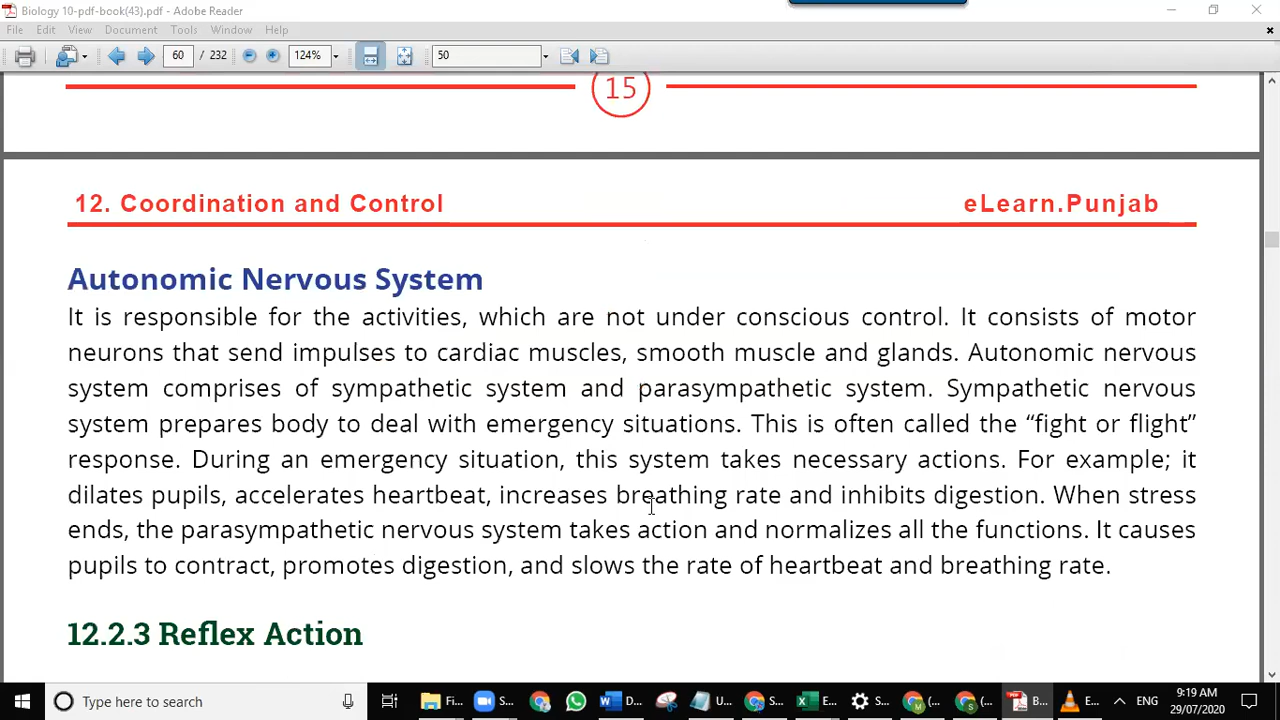 Biology 10-pdf-book(43).pdf - Adobe Reader
File Edit View Document Tools Window Help
60 / 232 124% 50
15
12. Coordination and Control eLearn.Punjab
Autonomic Nervous System
It is responsible for the activities, which are not under conscious control. It consists of motor
neurons that send impulses to cardiac muscles, smooth muscle and glands. Autonomic nervous
system comprises of sympathetic system and parasympathetic system. Sympathetic nervous
system prepares body to deal with emergency situations. This is often called the “fight or flight”
response. During an emergency situation, this system takes necessary actions. For example; it
dilates pupils, accelerates heartbeat, increases breathing rate and inhibits digestion. When stress
ends, the parasympathetic nervous system takes action and normalizes all the functions. It causes
pupils to contract, promotes digestion, and slows the rate of heartbeat and breathing rate.
12.2.3 Reflex Action
Type here to search Fi... S... D... U... S... E... S... (... (... B... E... ENG 9:19 AM
29/07/2020